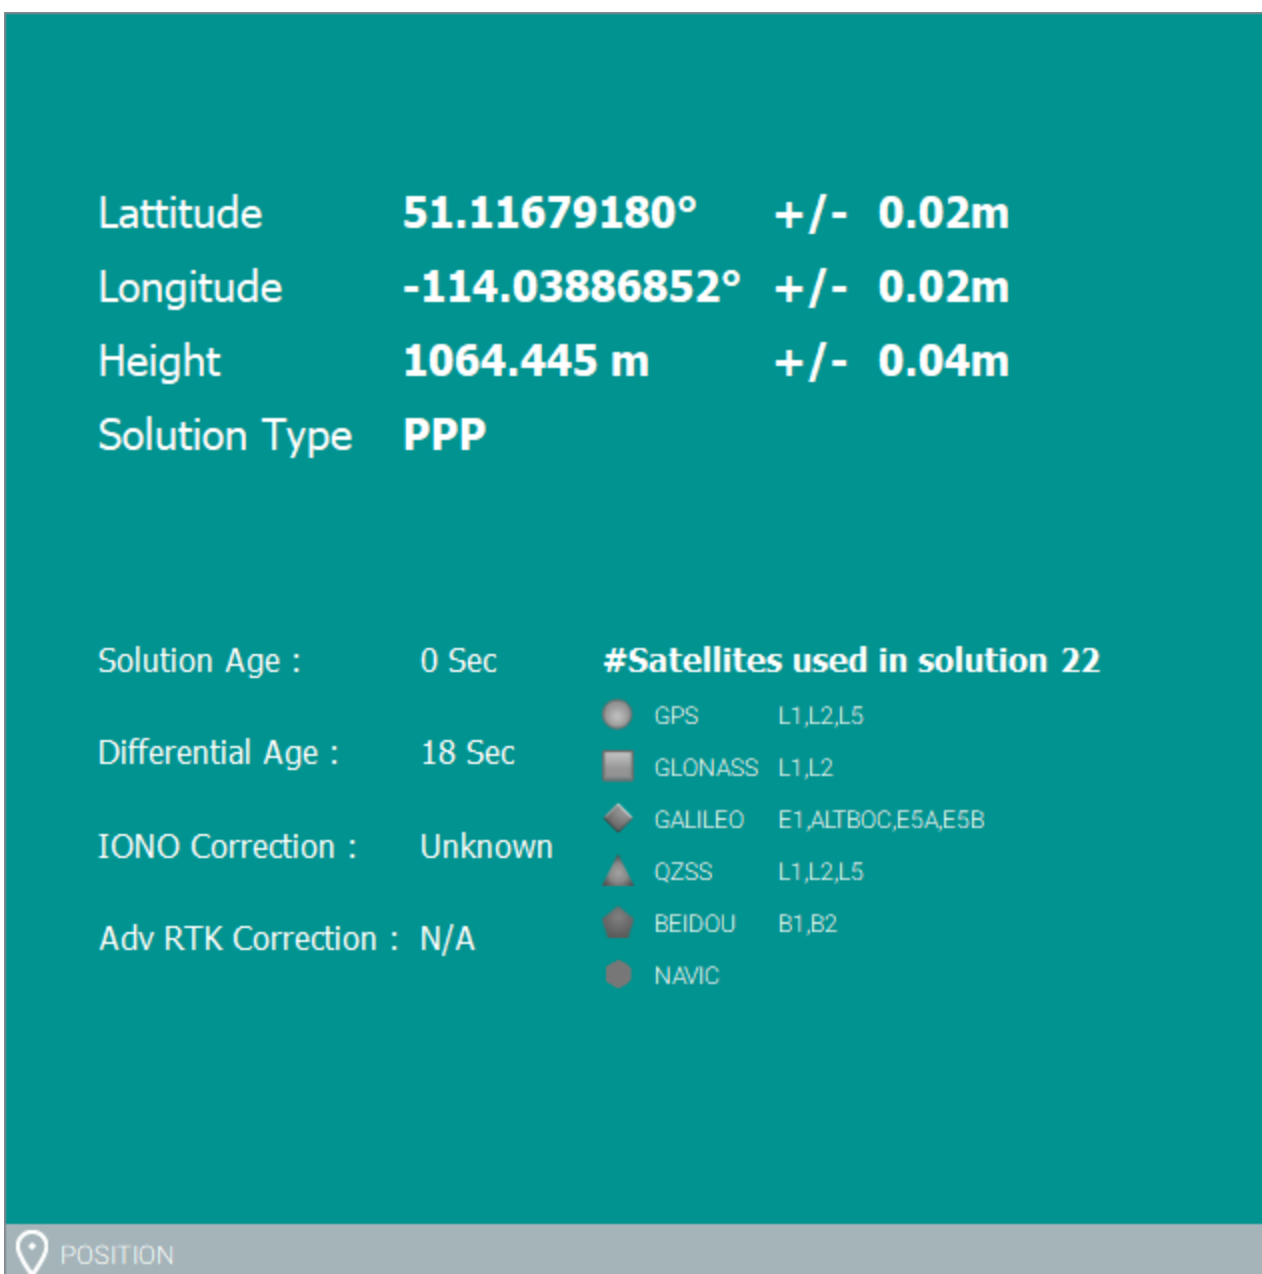 Lattitude 51.11679180° +/- 0.02m
Longitude -114.03886852° +/- 0.02m
Height 1064.445 m +/- 0.04m
Solution Type PPP
Solution Age : 0 Sec
Differential Age : 18 Sec
IONO Correction : Unknown
Adv RTK Correction : N/A
#Satellites used in solution 22
GPS L1,L2,L5
GLONASS L1,L2
GALILEO E1,ALTBOC,E5A,E5B
QZSS L1,L2,L5
BEIDOU B1,B2
NAVIC
POSITION